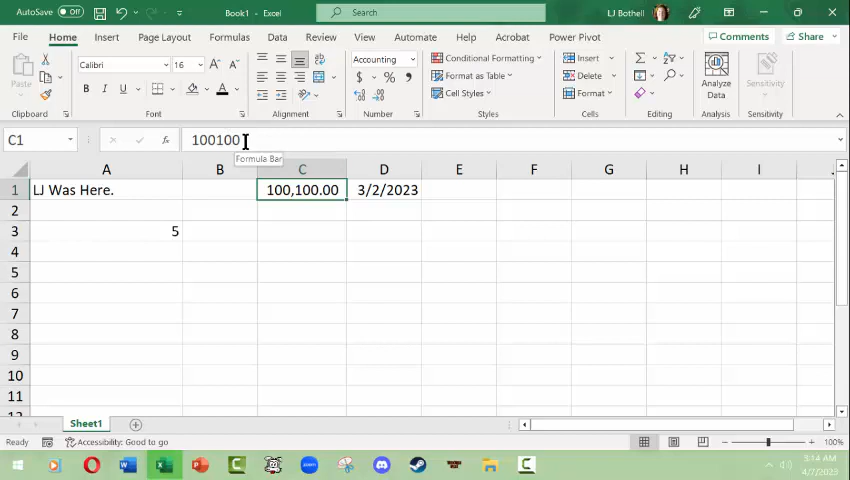 AutoSave Off Book1 - Excel Search LJ Bothell
File Home Insert Page Layout Formulas Data Review View Automate Help Acrobat Power Pivot Comments Share
Calibri 16 A A Accounting Conditional Formatting Insert
Paste B I U $ % , Format as Table Delete Analyze Data Sensitivity
Cell Styles Format
Clipboard Font Alignment Number Styles Cells Editing Analysis Sensitivity
C1 fx 100100
Formula Bar
A B C D E F G H I
1 LJ Was Here. 100,100.00 3/2/2023
2
3 5
4
5
6
7
8
9
10
11
Sheet1
Ready Accessibility: Good to go 100%
3:14 AM
4/2/2023